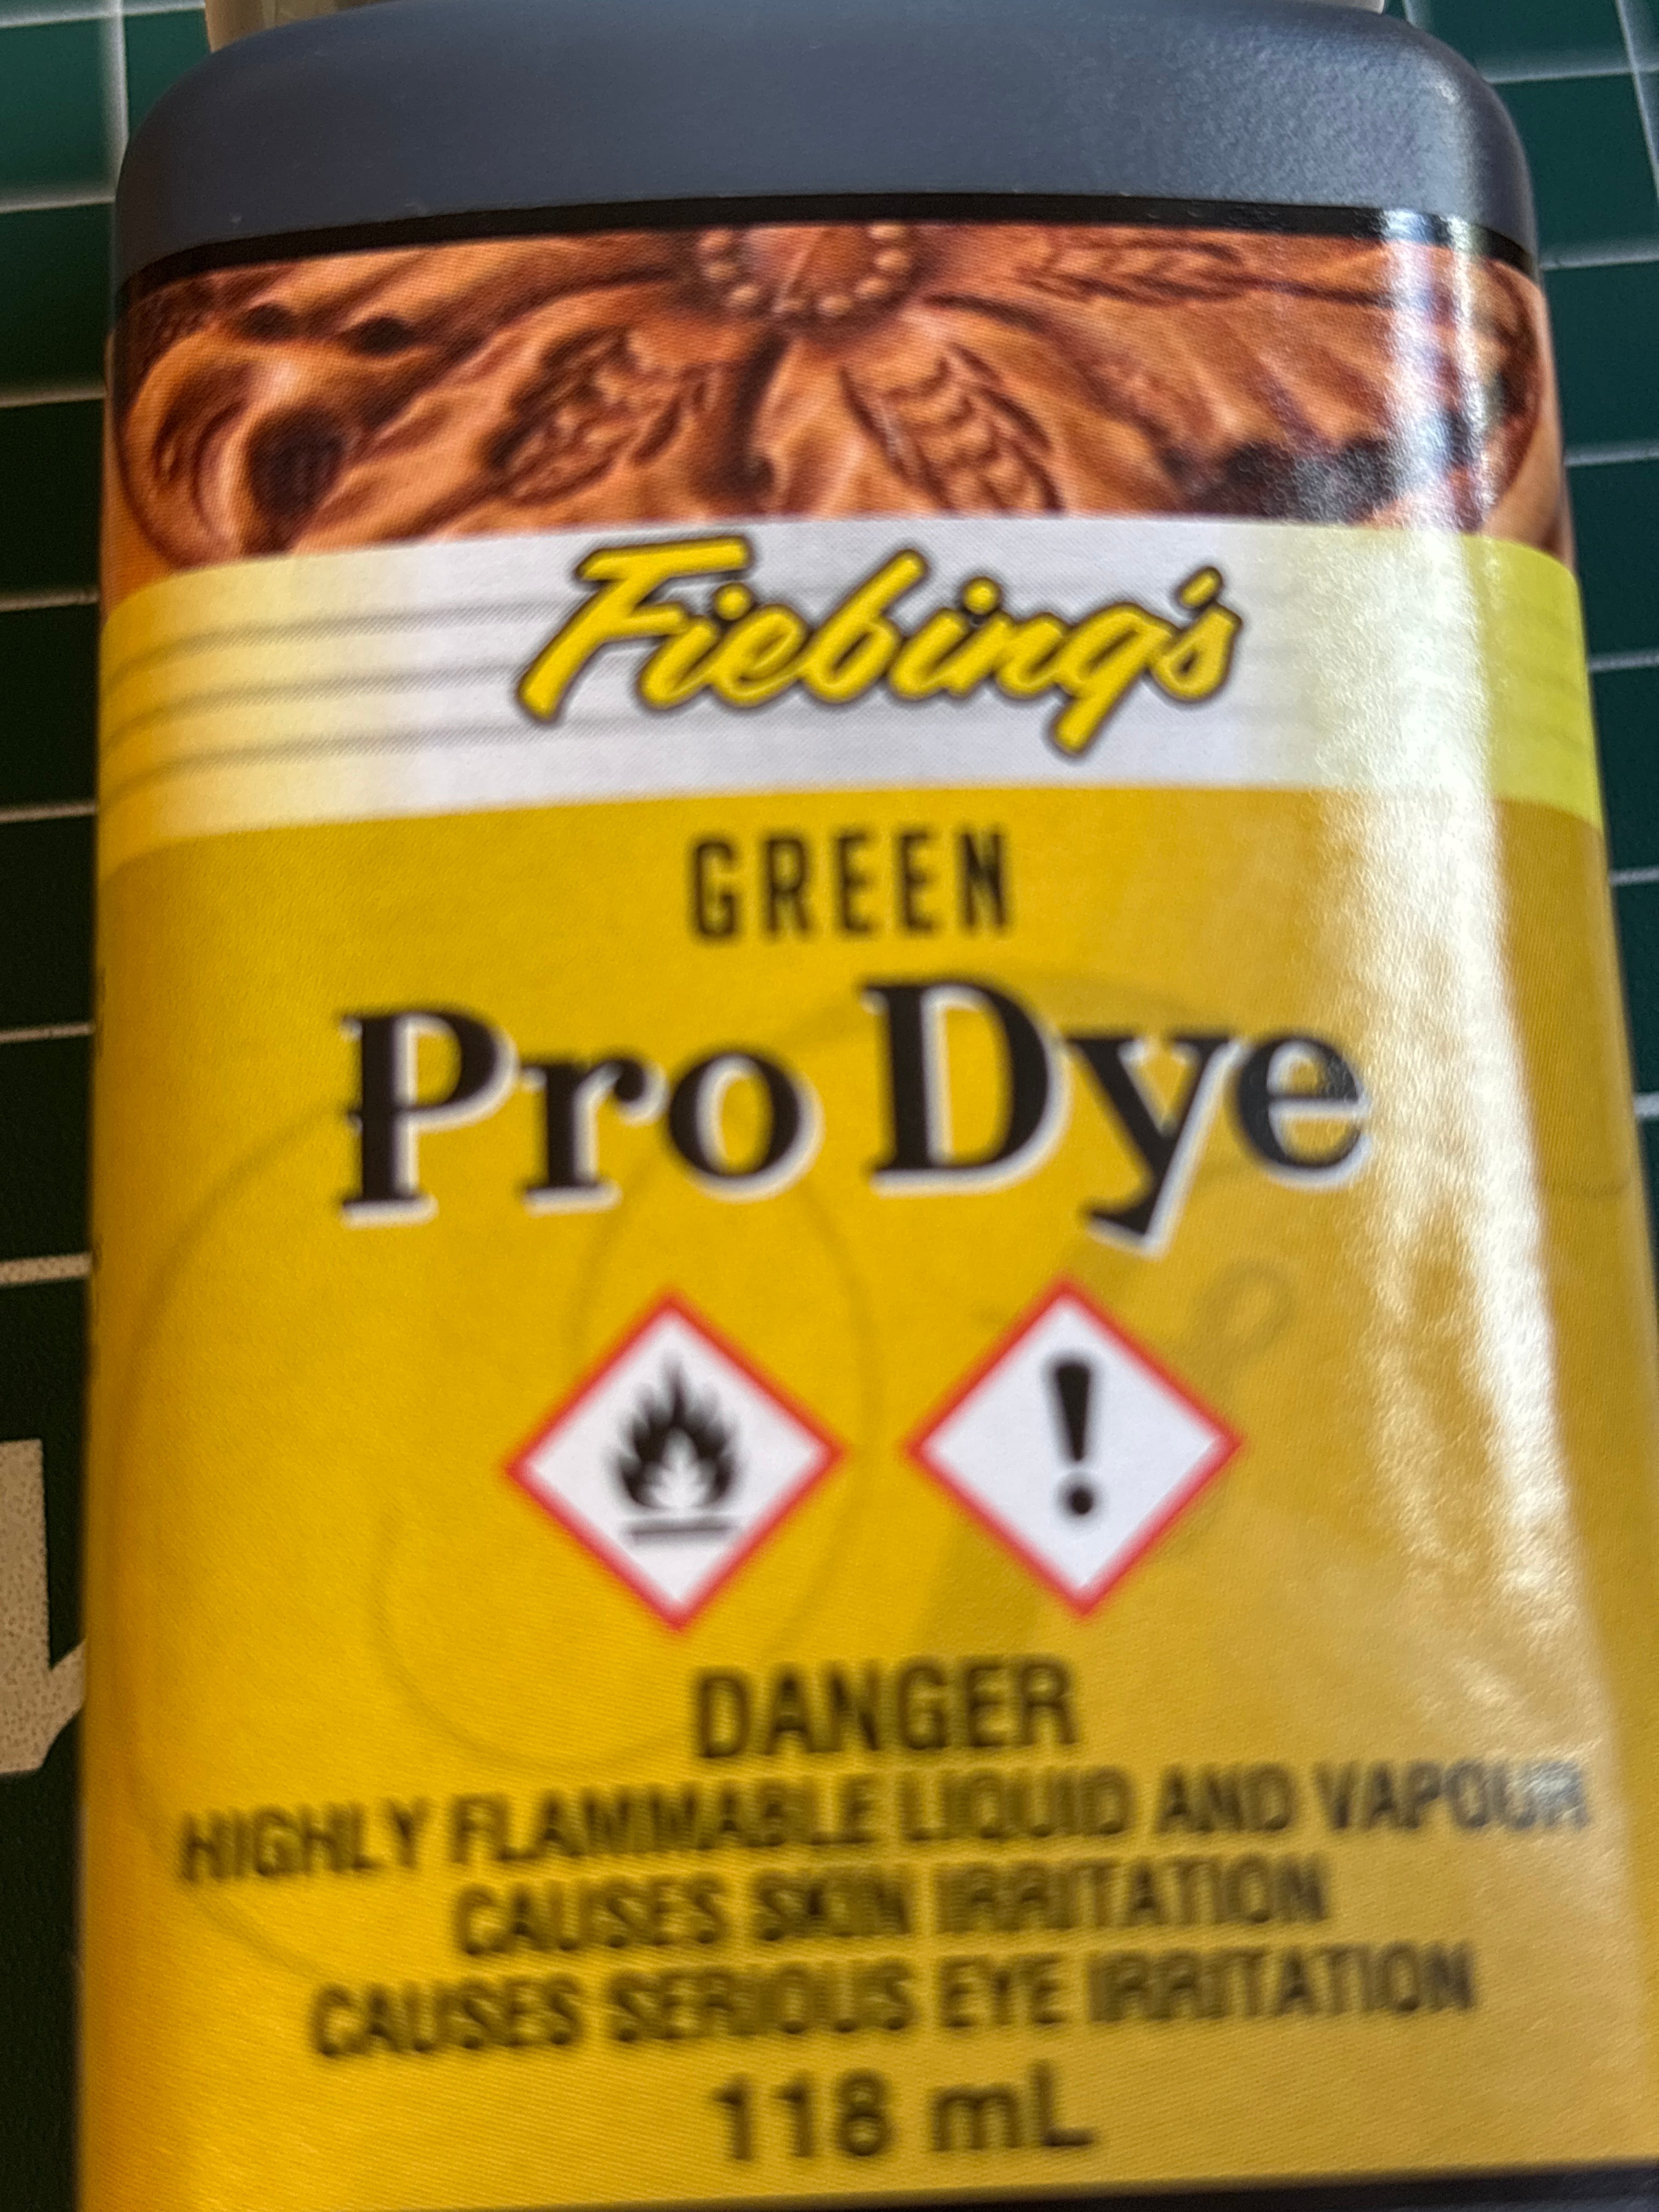 Fiebing's
GREEN
Pro Dye
DANGER
HIGHLY FLAMMABLE LIQUID AND VAPOUR
CAUSES SKIN IRRITATION
CAUSES SERIOUS EYE IRRITATION
118 mL